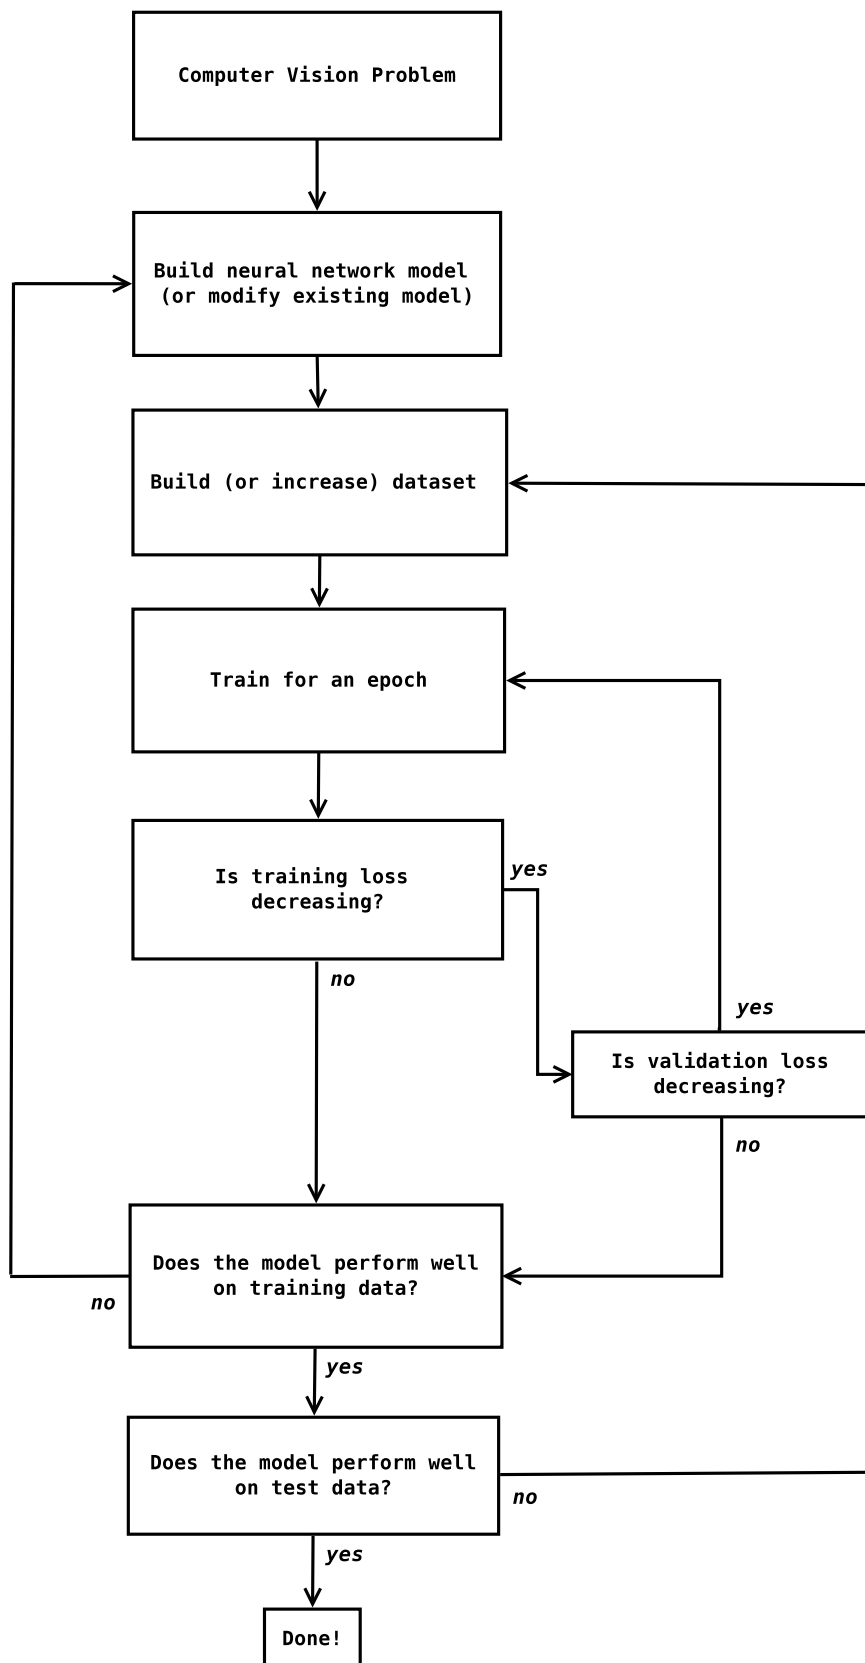 Computer Vision Problem
Build neural network model
(or modify existing model)
Build (or increase) dataset
Train for an epoch
Is training loss
decreasing?
yes
no
yes
Is validation loss
decreasing?
no
Does the model perform well
on training data?
no
yes
Does the model perform well
on test data?
no
yes
Done!